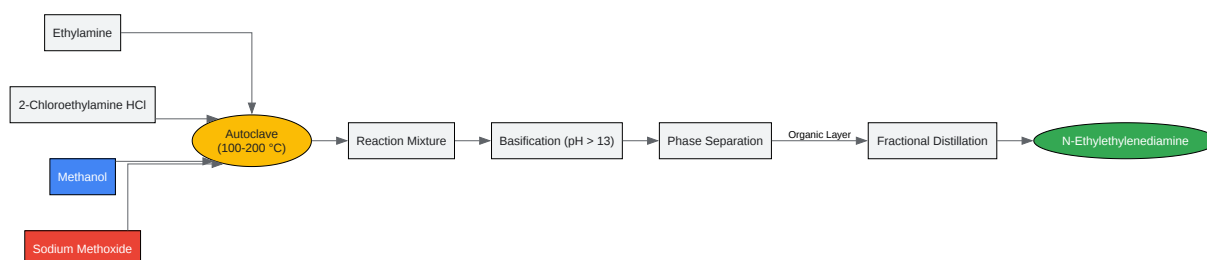 Ethylamine
2-Chloroethylamine HCl
Methanol
Sodium Methoxide
Autoclave
(100-200 °C)
Reaction Mixture
Basification (pH > 13)
Phase Separation
Organic Layer
Fractional Distillation
N-Ethylethylenediamine